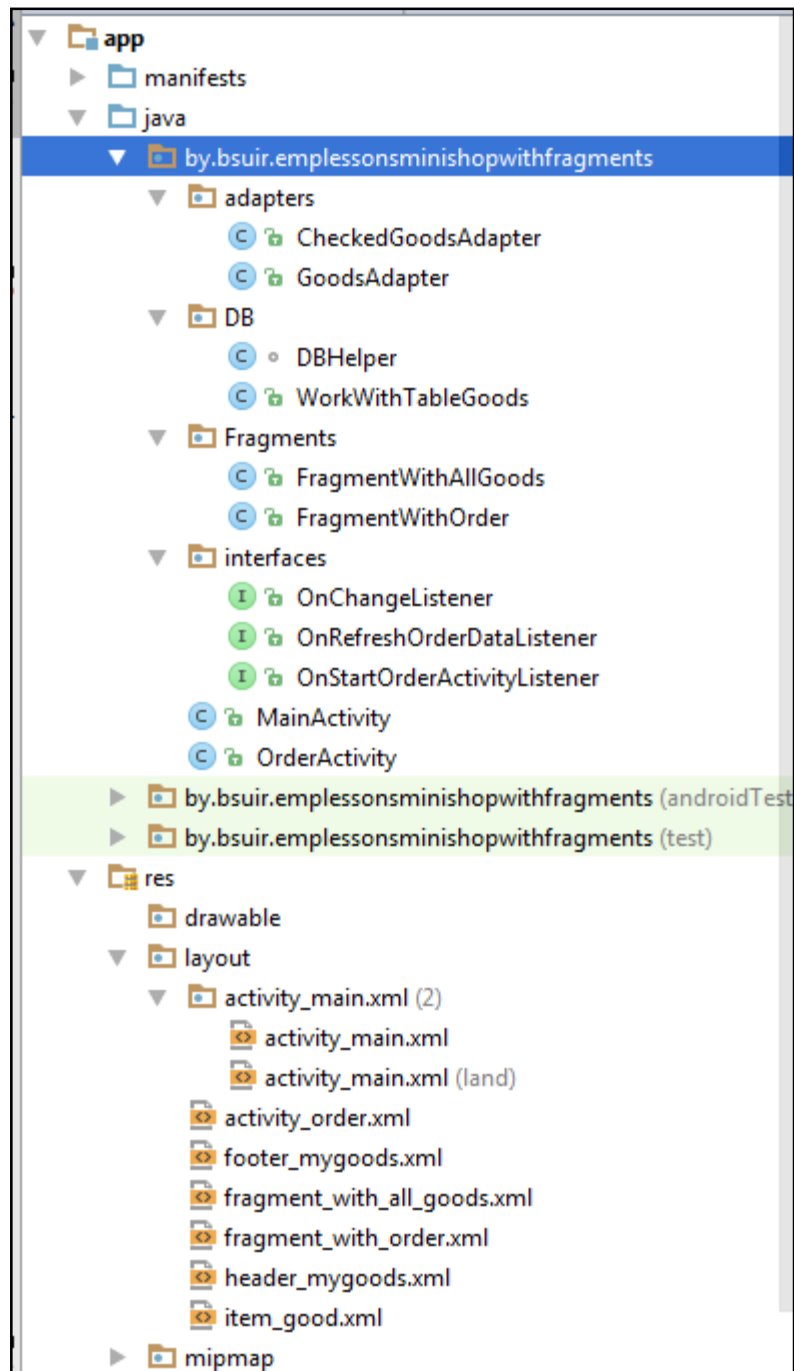 app
manifests
java
by.bsuir.emplessonsminishopwithfragments
adapters
CheckedGoodsAdapter
GoodsAdapter
DB
DBHelper
WorkWithTableGoods
Fragments
FragmentWithAllGoods
FragmentWithOrder
interfaces
OnChangeListener
OnRefreshOrderDataListener
OnStartOrderActivityListener
MainActivity
OrderActivity
by.bsuir.emplessonsminishopwithfragments (androidTest
by.bsuir.emplessonsminishopwithfragments (test)
res
drawable
layout
activity_main.xml (2)
activity_main.xml
activity_main.xml (land)
activity_order.xml
footer_mygoods.xml
fragment_with_all_goods.xml
fragment_with_order.xml
header_mygoods.xml
item_good.xml
mipmap